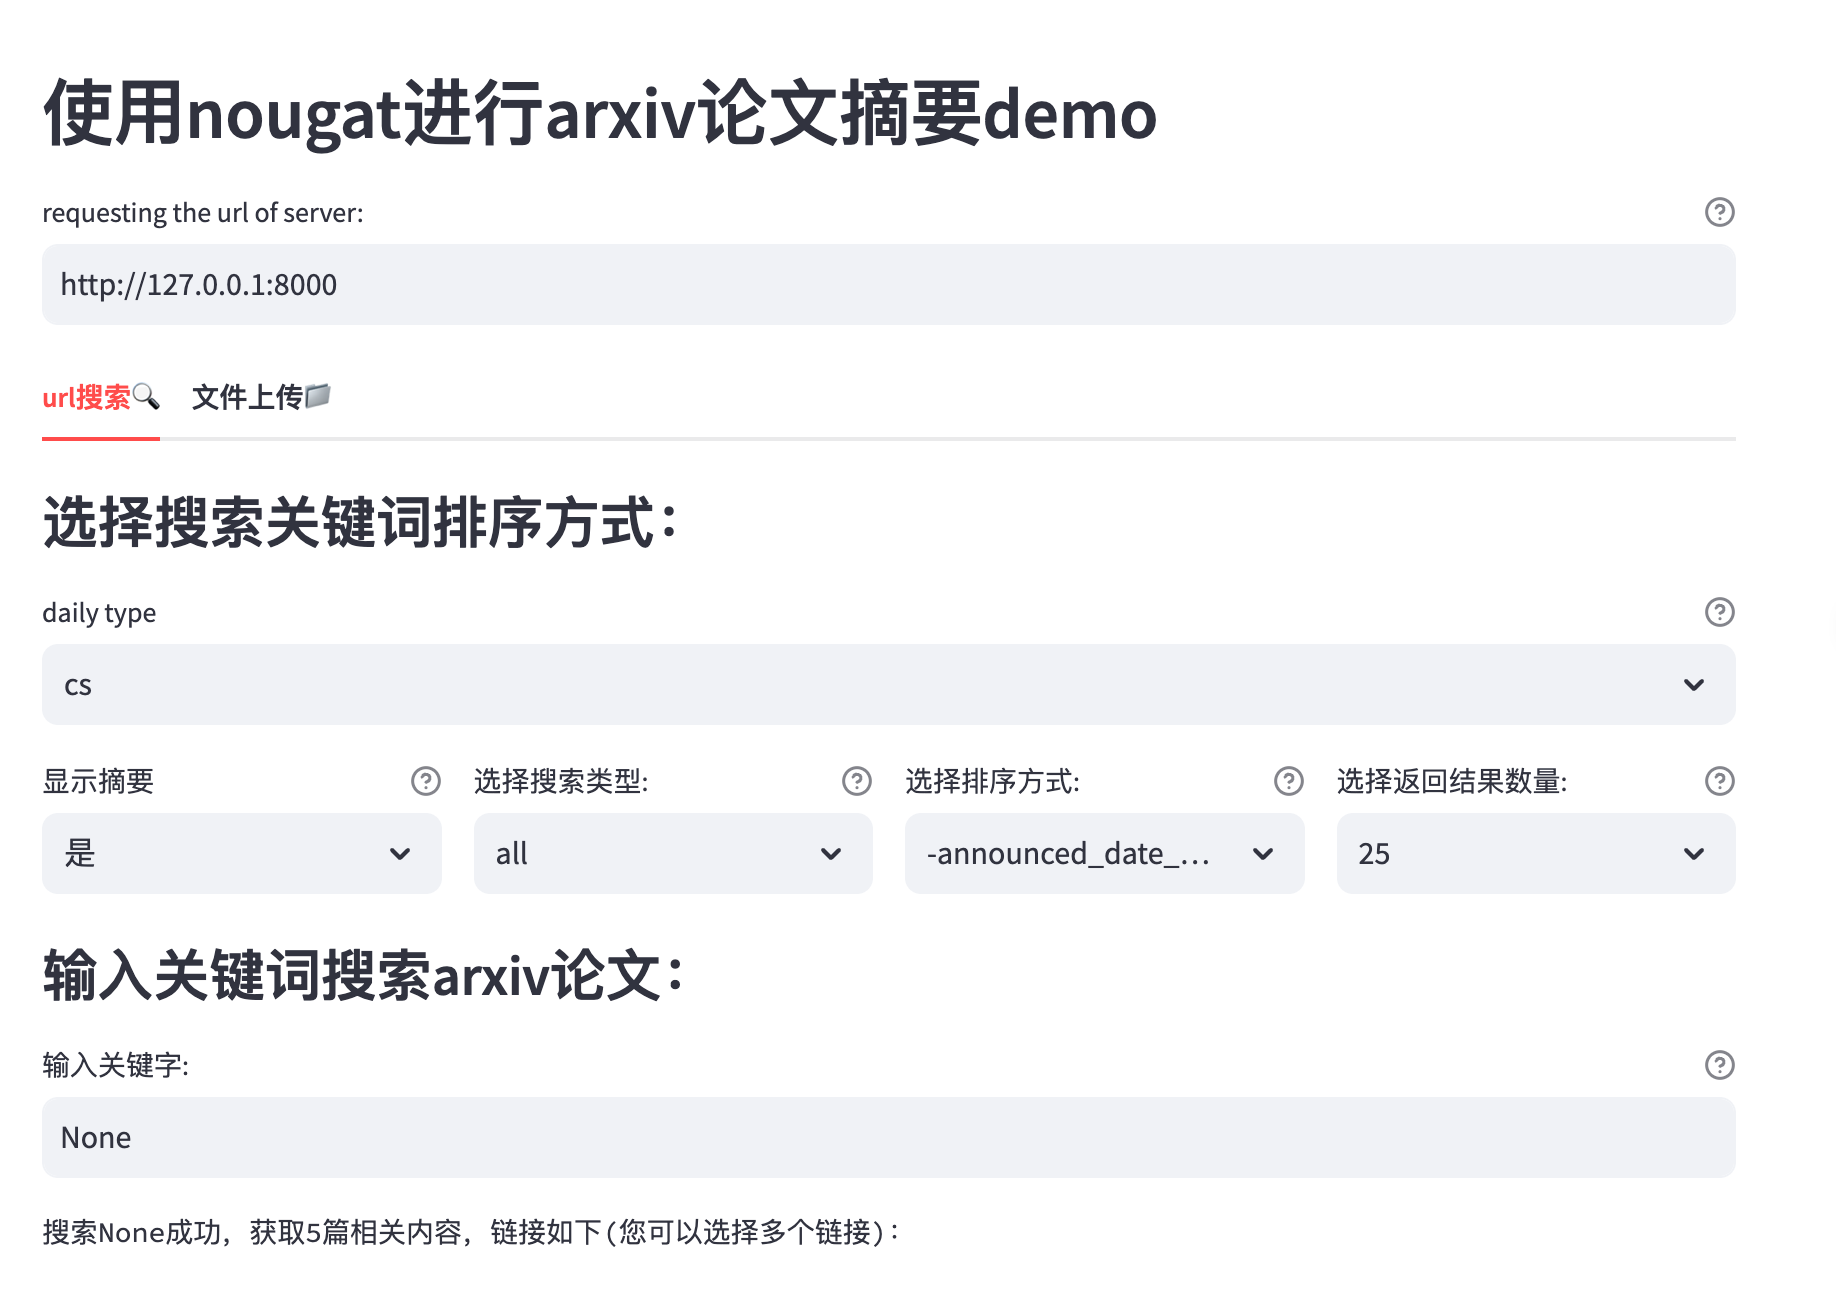 使用nougat进行arxiv论文摘要demo
requesting the url of server:
http://127.0.0.1:8000
url搜索 文件上传
选择搜索关键词排序方式：
daily type
cs
显示摘要 选择搜索类型: 选择排序方式: 选择返回结果数量:
是 all -announced_date_... 25
输入关键词搜索arxiv论文：
输入关键字:
None
搜索None成功，获取5篇相关内容，链接如下(您可以选择多个链接)：